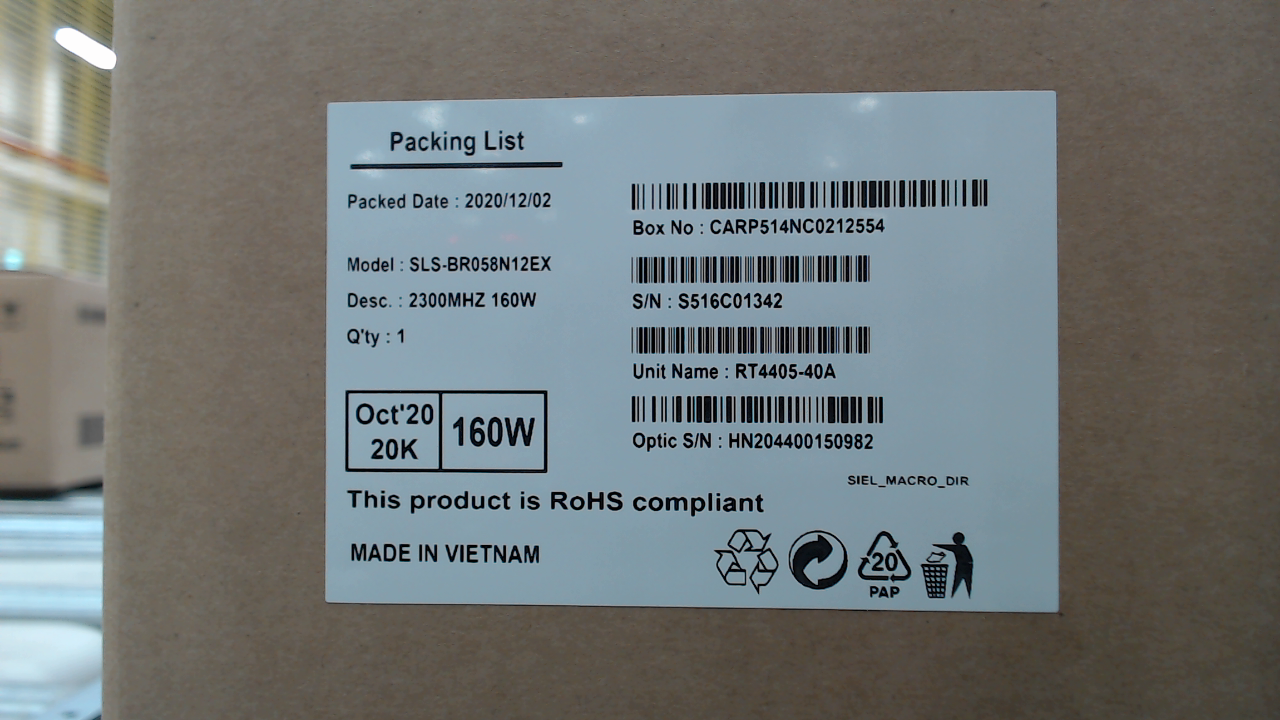 Packing List
Packed Date : 2020/12/02
Model : SLS-BR058N12EX
Desc. : 2300MHZ 160W
Q'ty : 1
Oct'20
20K
160W
Box No : CARP514NC0212554
S/N : S516C01342
Unit Name : RT4405-40A
Optic S/N : HN204400150982
SIEL_MACRO_DIR
This product is RoHS compliant
MADE IN VIETNAM
20
PAP